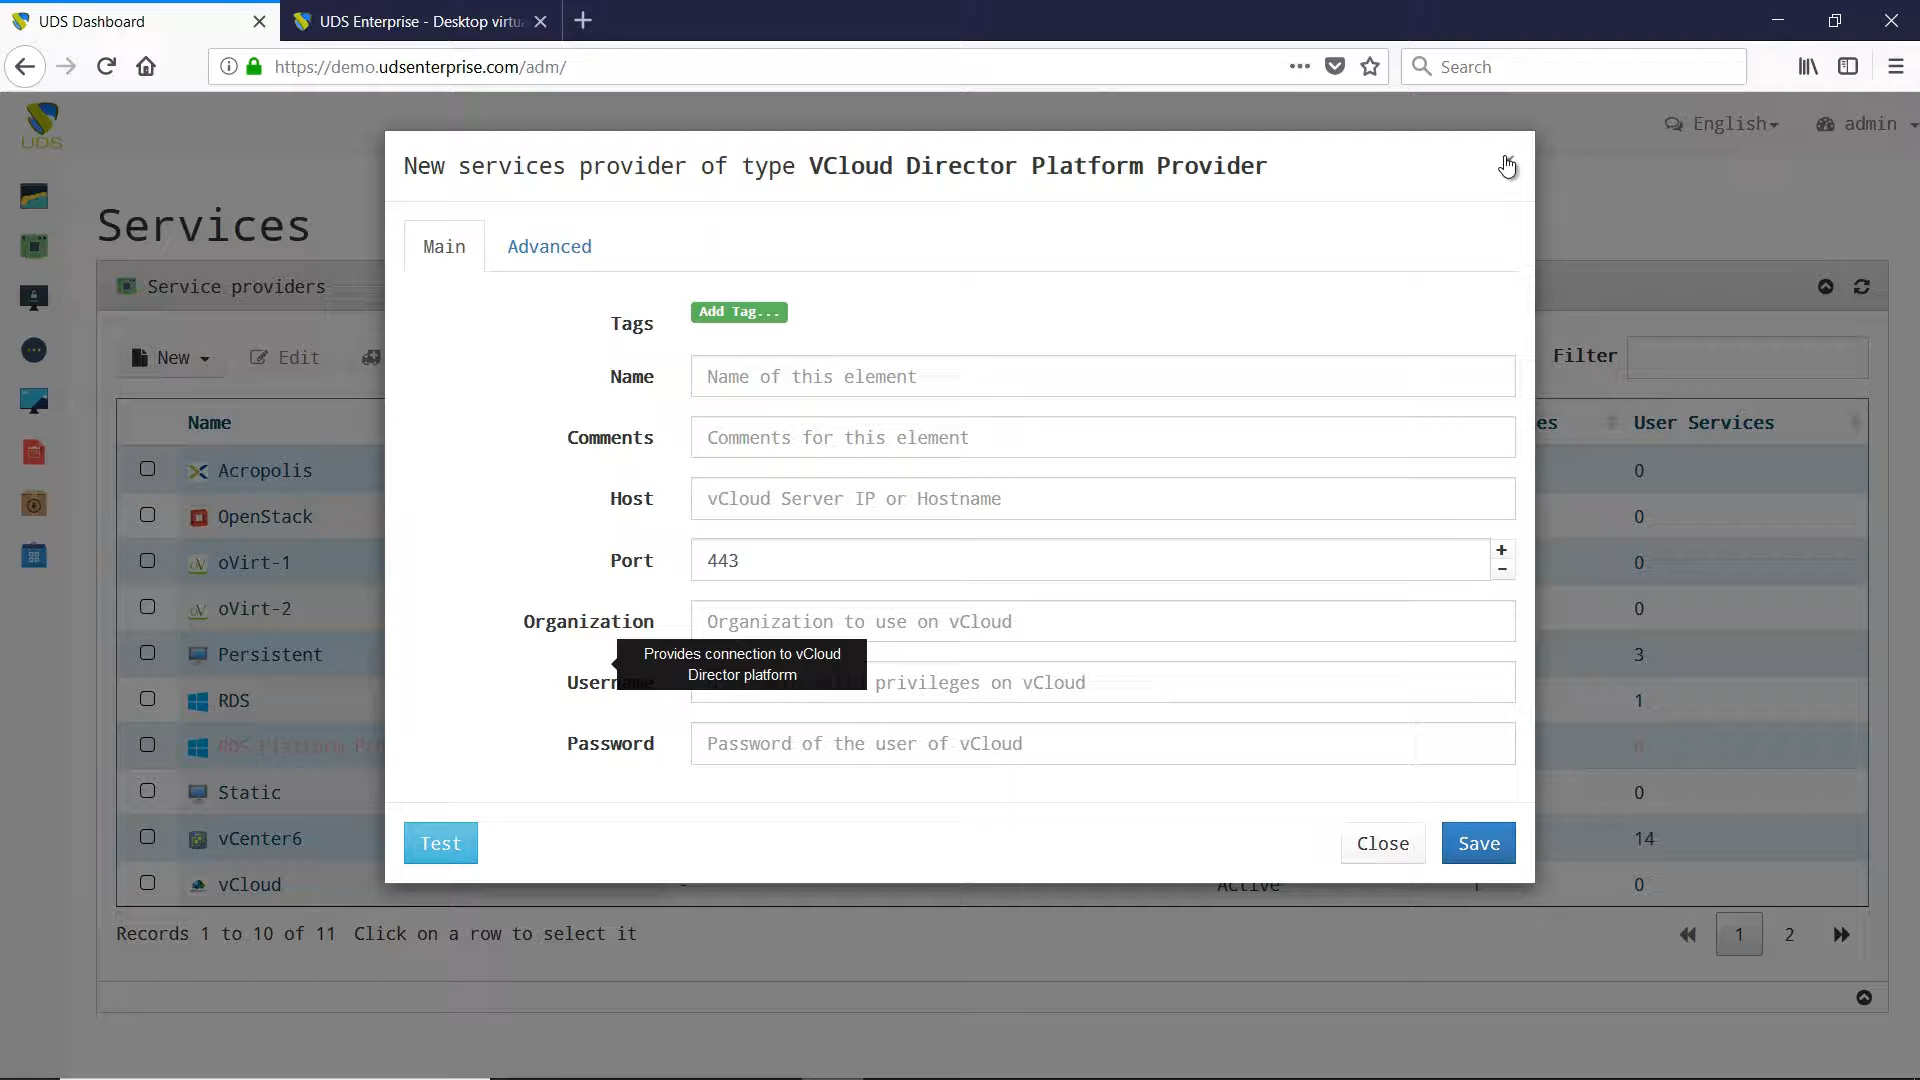 UDS Dashboard
UDS Enterprise - Desktop virtu
https://demo.udsenterprise.com/adm/
Search
UDS
English
admin
New services provider of type VCloud Director Platform Provider
Services
Main
Advanced
Service providers
Tags
Add Tag...
New
Edit
Filter
Name
Name of this element
Name
es
User Services
Comments
Comments for this element
Acropolis
0
Host
vCloud Server IP or Hostname
OpenStack
0
Port
443
oVirt-1
0
oVirt-2
0
Organization
Organization to use on vCloud
Provides connection to vCloud
Director platform
Persistent
3
Username
privileges on vCloud
RDS
1
Password
Password of the user of vCloud
RDS Platform
Static
0
Test
Close
Save
vCenter6
14
vCloud
Active
1
0
Records 1 to 10 of 11 Click on a row to select it
1
2